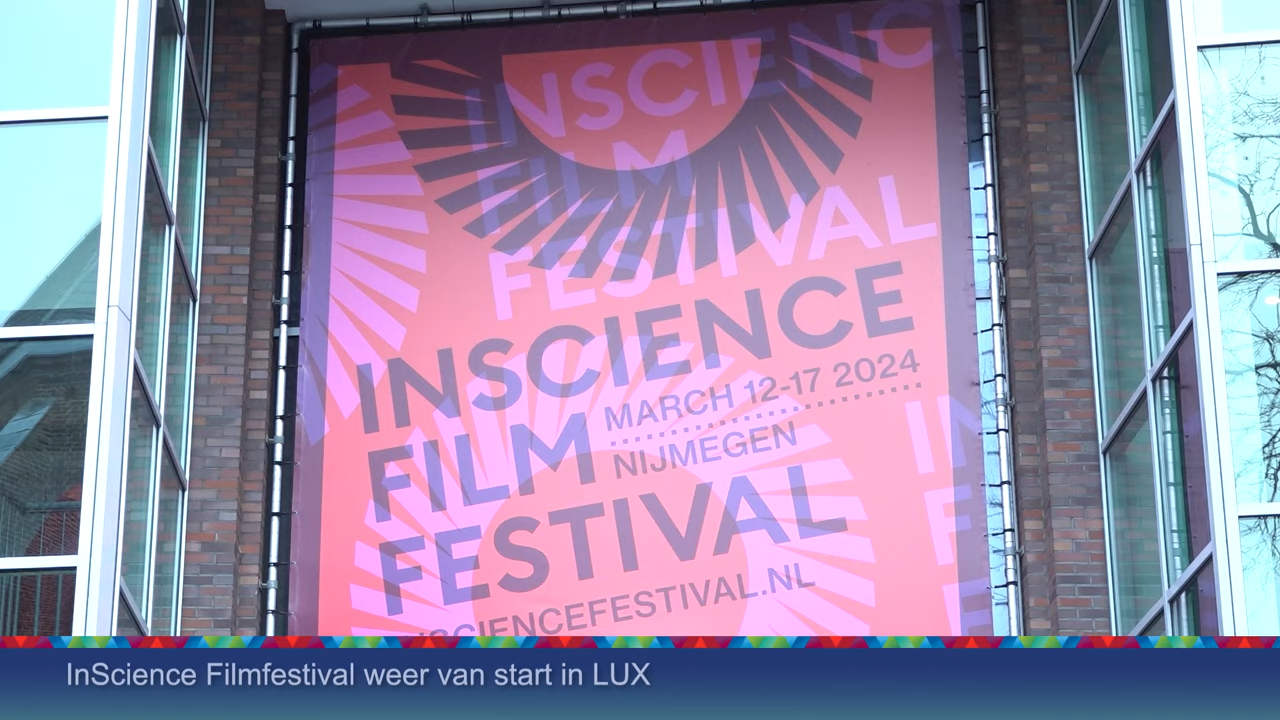 INSCIENC
FILM
FESTIVAL
INSCIENCE
FILM
MARCH 12-17 2024
NIJMEGEN
FESTIVAL
SCIENCEFESTIVAL.NL
InScience Filmfestival weer van start in LUX